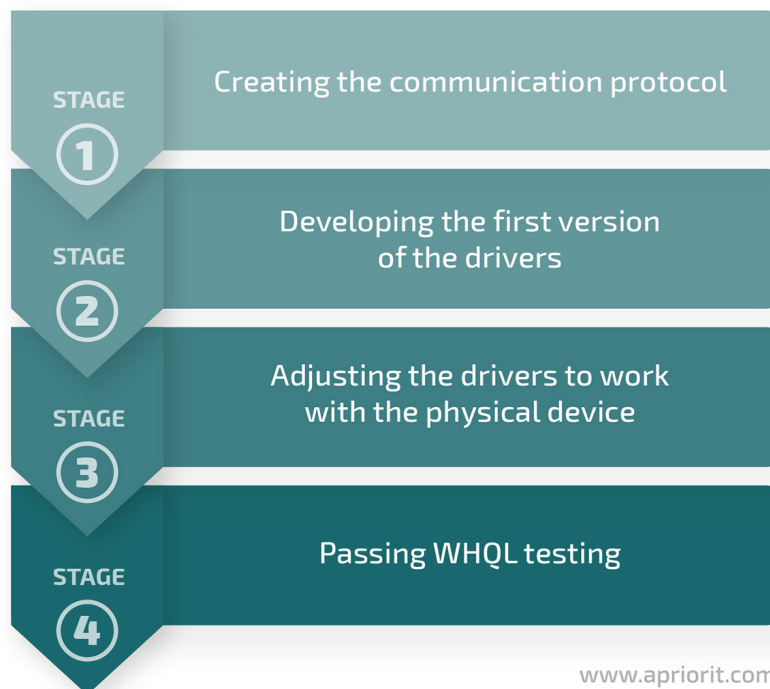 STAGE
1
Creating the communication protocol
STAGE
2
Developing the first version
of the drivers
STAGE
3
Adjusting the drivers to work
with the physical device
STAGE
4
Passing WHQL testing
www.apriorit.com